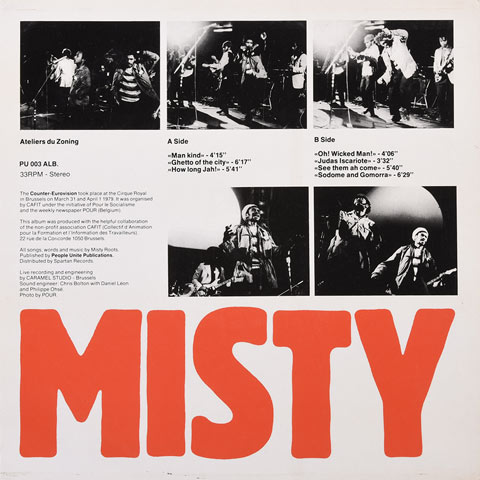 Ateliers du Zoning
PU 003 ALB.
33RPM - Stereo
The Counter-Eurovision took place at the Cirque Royal
in Brussels on March 31 and April 1 1979. It was organised
by CAFIT under the initiative of Pour le Socialisme
and the weekly newspaper POUR (Belgium).
This album was produced with the helpful collaboration
of the non-profit association CAFIT (Collectif d'Animation
pour la Formation et l'Information des Travailleurs).
22 rue de la Concorde 1050 Brussels.
All songs, words and music by Misty Roots.
Published by People Unite Publications.
Distributed by Spartan Records.
Live recording and engineering
by CARAMEL STUDIO - Brussels
Sound engineer: Chris Bolton with Daniel Léon
and Philippe Ohsé.
Photo by POUR.
A Side
«Man kind» - 4'15''
«Ghetto of the city» - 6'17''
«How long Jah!» - 5'41''
B Side
«Oh! Wicked Man!» - 4'06''
«Judas Iscariote» - 3'32'
«See them ah come» - 5'40''
«Sodome and Gomorra» - 6'29''
MISTY